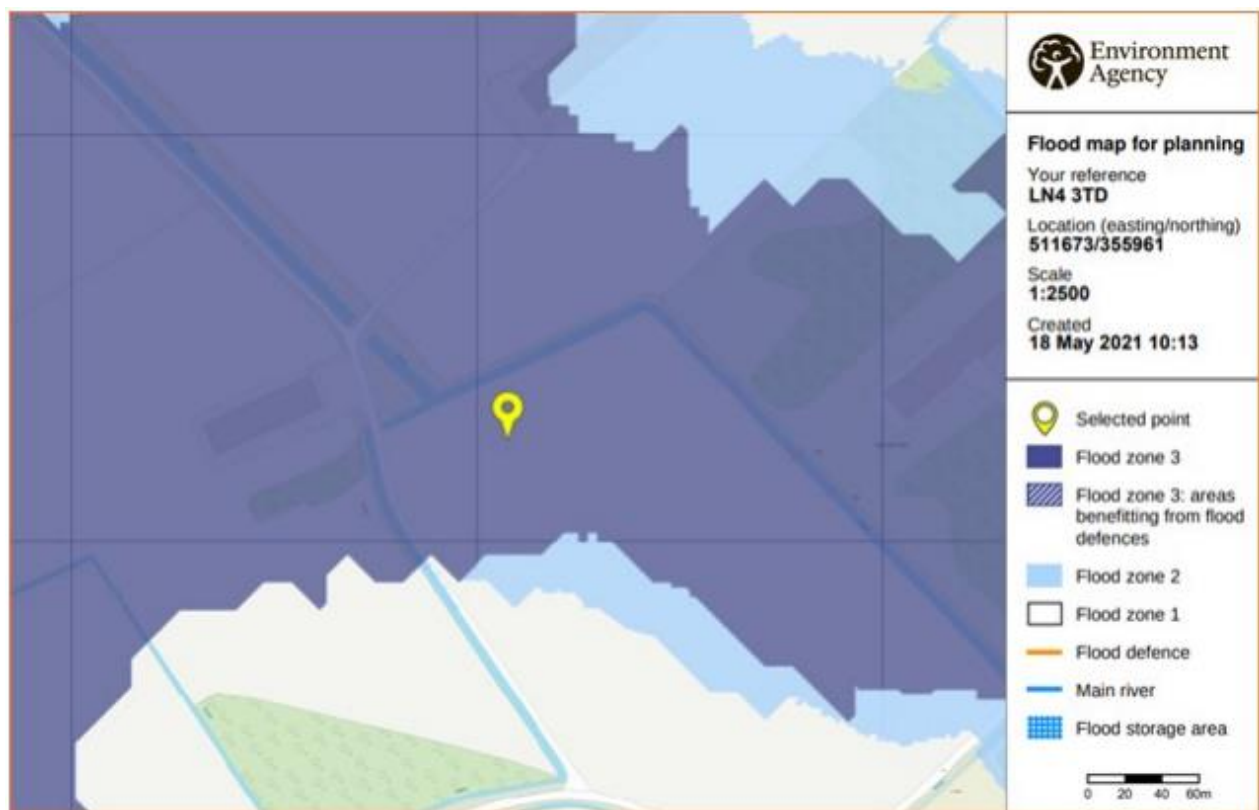 Environment
Agency
Flood map for planning
Your reference
LN4 3TD
Location (easting/northing)
511673/355961
Scale
1:2500
Created
18 May 2021 10:13
Selected point
Flood zone 3
Flood zone 3: areas
benefitting from flood
defences
Flood zone 2
Flood zone 1
Flood defence
Main river
Flood storage area
0 20 40 60m